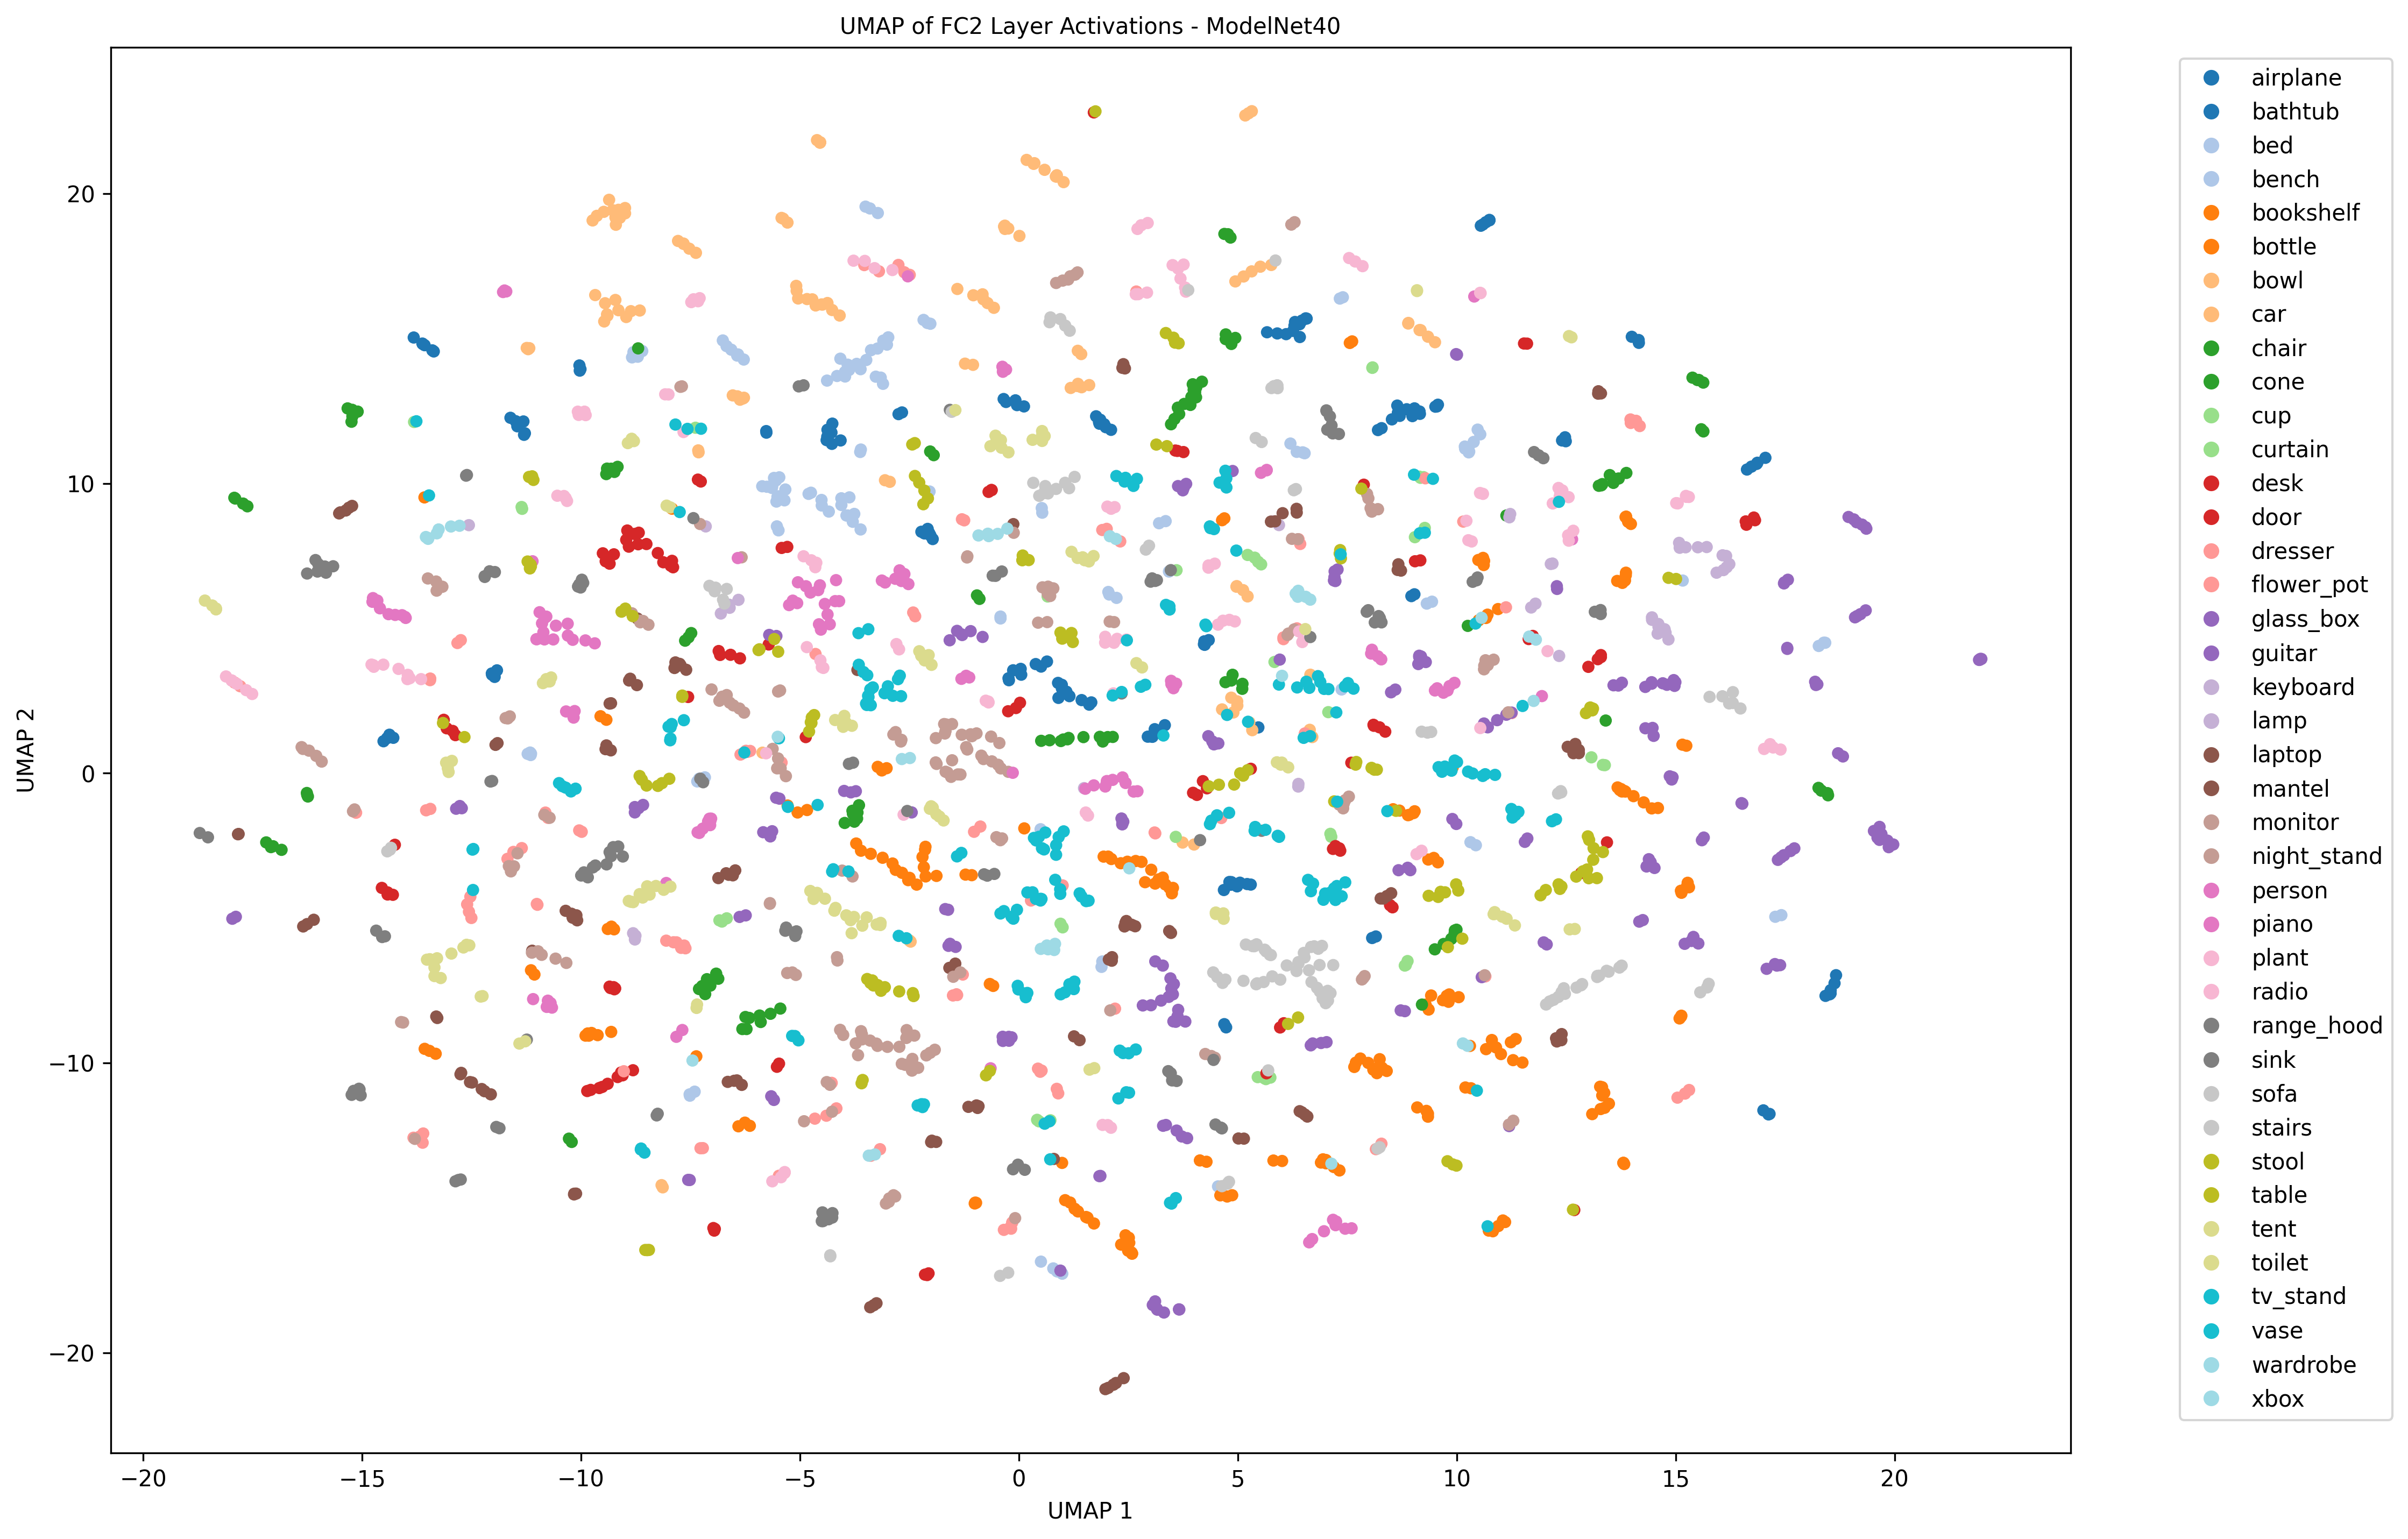 UMAP of FC2 Layer Activations - ModelNet40
20
10
0
−10
−20
UMAP 2
−20
−15
−10
−5
0
5
10
15
20
UMAP 1
airplane
bathtub
bed
bench
bookshelf
bottle
bowl
car
chair
cone
cup
curtain
desk
door
dresser
flower_pot
glass_box
guitar
keyboard
lamp
laptop
mantel
monitor
night_stand
person
piano
plant
radio
range_hood
sink
sofa
stairs
stool
table
tent
toilet
tv_stand
vase
wardrobe
xbox